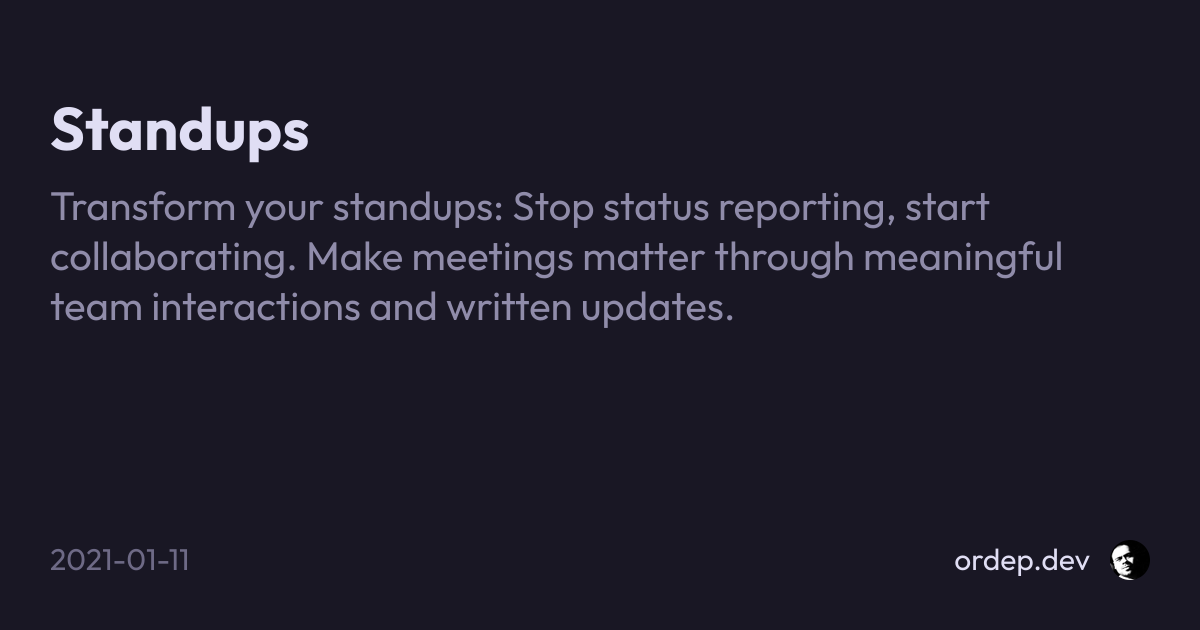 Standups
Transform your standups: Stop status reporting, start
collaborating. Make meetings matter through meaningful
team interactions and written updates.
2021-01-11
ordep.dev